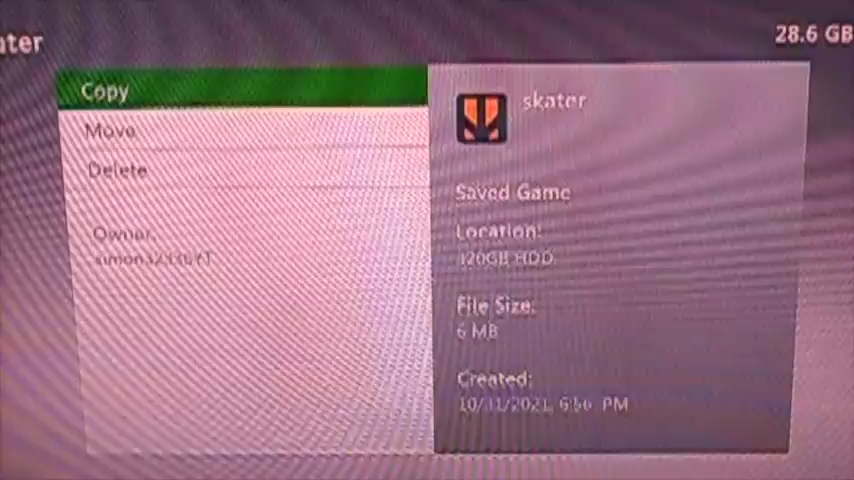 ater
28.6 GB
Copy
Move
Delete
Owner:
skater
Saved Game
Location:
120GB HDD
File Size:
6 MB
Created:
10/31/2021, 6:56 PM